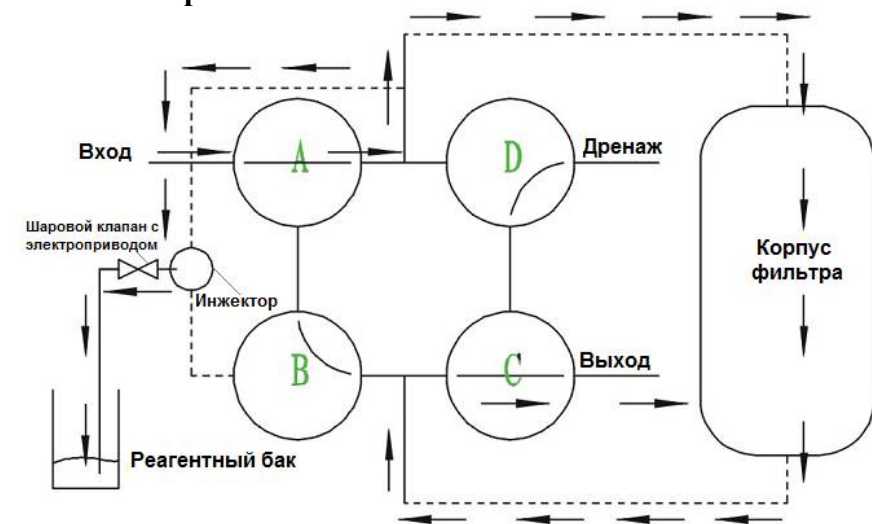 Вход
A
D
Дренаж
Шаровой клапан с
электроприводом
Инжектор
Корпус
фильтра
B
C
Выход
Реагентный бак